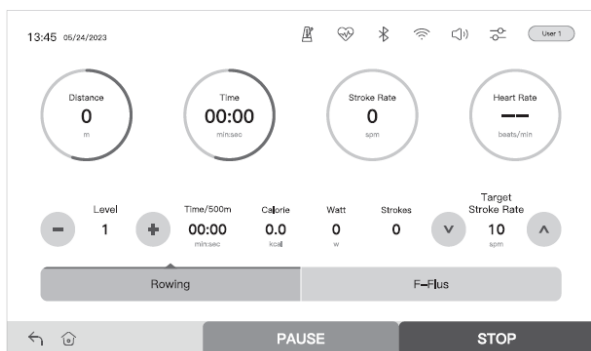 13:45 05/24/2023
User 1
Distance
0
m
Time
00:00
min:sec
Stroke Rate
0
spm
Heart Rate
--
beats/min
Level
1
Time/500m
00:00
min:sec
Calorie
0.0
kcal
Watt
0
w
Strokes
0
Target
Stroke Rate
10
spm
Rowing
F-Flus
PAUSE
STOP